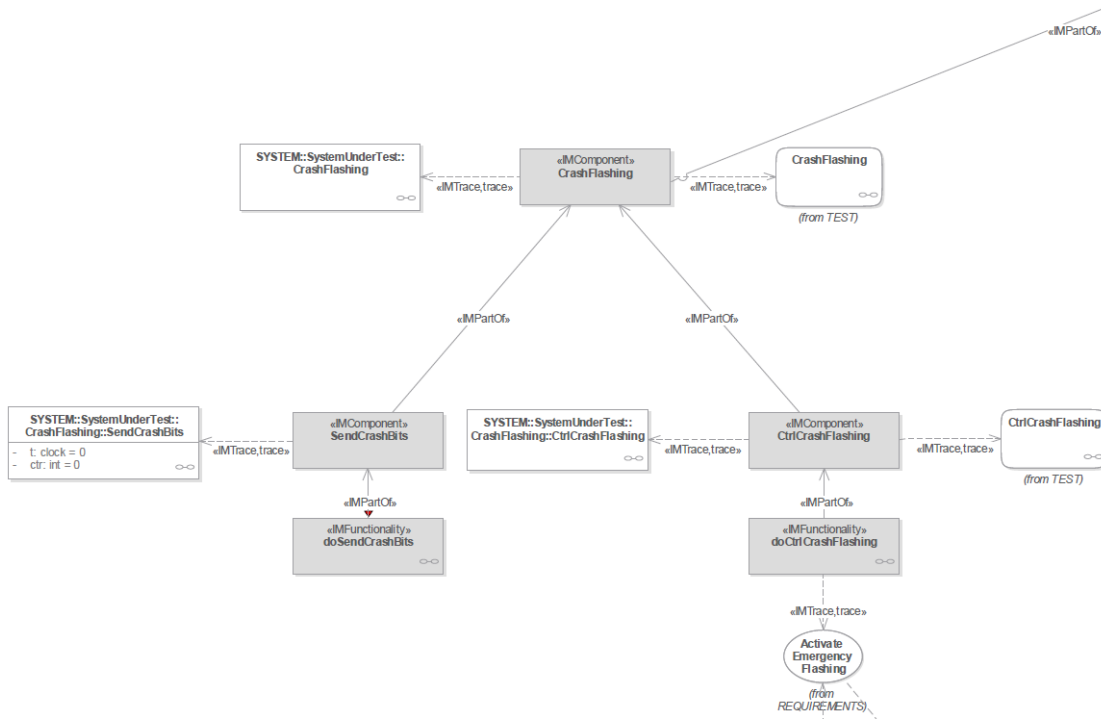 «IMPartOf»
SYSTEM::SystemUnderTest::
CrashFlashing
«IMTrace,trace»
«IMComponent»
CrashFlashing
«IMTrace,trace»
CrashFlashing
(from TEST)
«IMPartOf»
«IMPartOf»
SYSTEM::SystemUnderTest::
CrashFlashing::SendCrashBits
- t: clock = 0
- ctr: int = 0
«IMTrace,trace»
«IMComponent»
SendCrashBits
SYSTEM::SystemUnderTest::
CrashFlashing::CtrlCrashFlashing
«IMTrace,trace»
«IMComponent»
CtrlCrashFlashing
«IMTrace,trace»
CtrlCrashFlashing
(from TEST)
«IMPartOf»
«IMPartOf»
«IMFunctionality»
doSendCrashBits
«IMFunctionality»
doCtrlCrashFlashing
«IMTrace,trace»
Activate
Emergency
Flashing
(from
REQUIREMENTS)